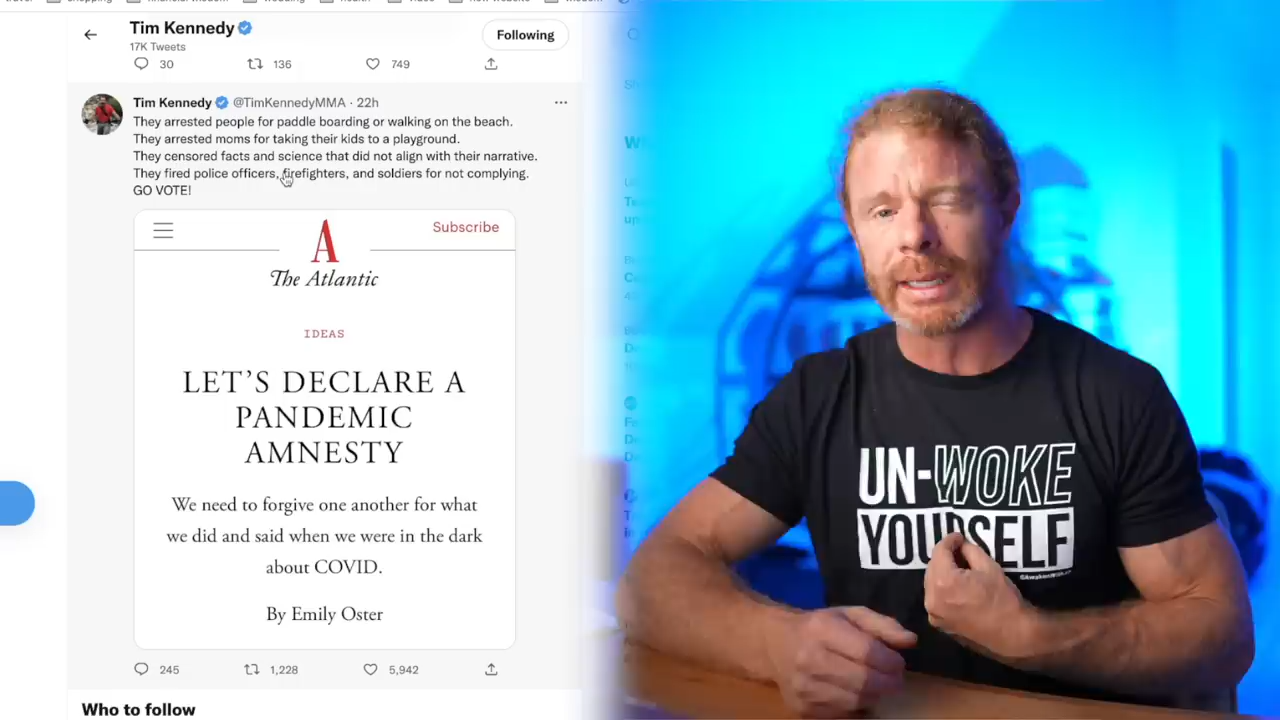 Tim Kennedy
17K Tweets
Following
30
136
749
Tim Kennedy @TimKennedyMMA · 22h
They arrested people for paddle boarding or walking on the beach.
They arrested moms for taking their kids to a playground.
They censored facts and science that did not align with their narrative.
They fired police officers, firefighters, and soldiers for not complying.
GO VOTE!
Subscribe
A
The Atlantic
IDEAS
LET'S DECLARE A
PANDEMIC
AMNESTY
We need to forgive one another for what
we did and said when we were in the dark
about COVID.
By Emily Oster
245
1,228
5,942
Who to follow
UN-WOKE
YOURSELF